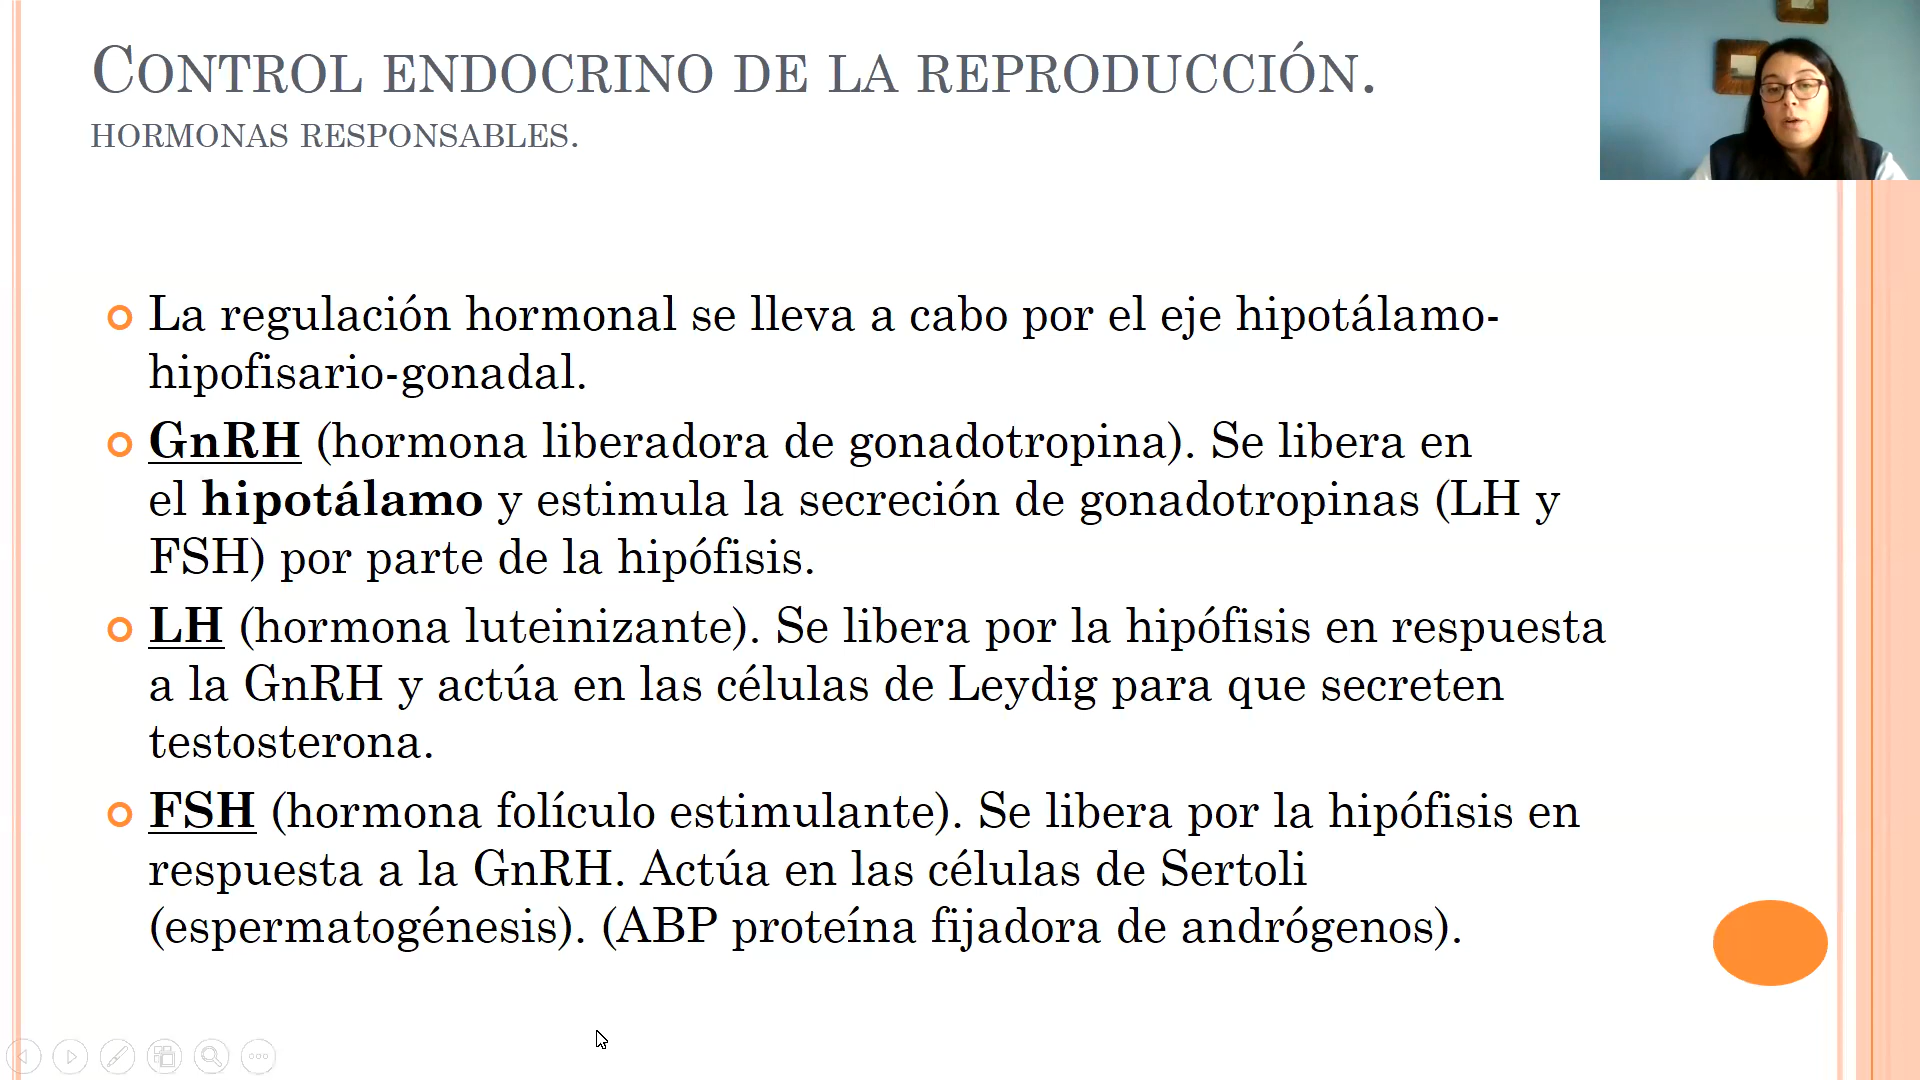 CONTROL ENDOCRINO DE LA REPRODUCCIÓN.
HORMONAS RESPONSABLES.
La regulación hormonal se lleva a cabo por el eje hipotálamo-
hipofisario-gonadal.
GnRH (hormona liberadora de gonadotropina). Se libera en
el hipotálamo y estimula la secreción de gonadotropinas (LH y
FSH) por parte de la hipófisis.
LH (hormona luteinizante). Se libera por la hipófisis en respuesta
a la GnRH y actúa en las células de Leydig para que secreten
testosterona.
FSH (hormona folículo estimulante). Se libera por la hipófisis en
respuesta a la GnRH. Actúa en las células de Sertoli
(espermatogénesis). (ABP proteína fijadora de andrógenos).